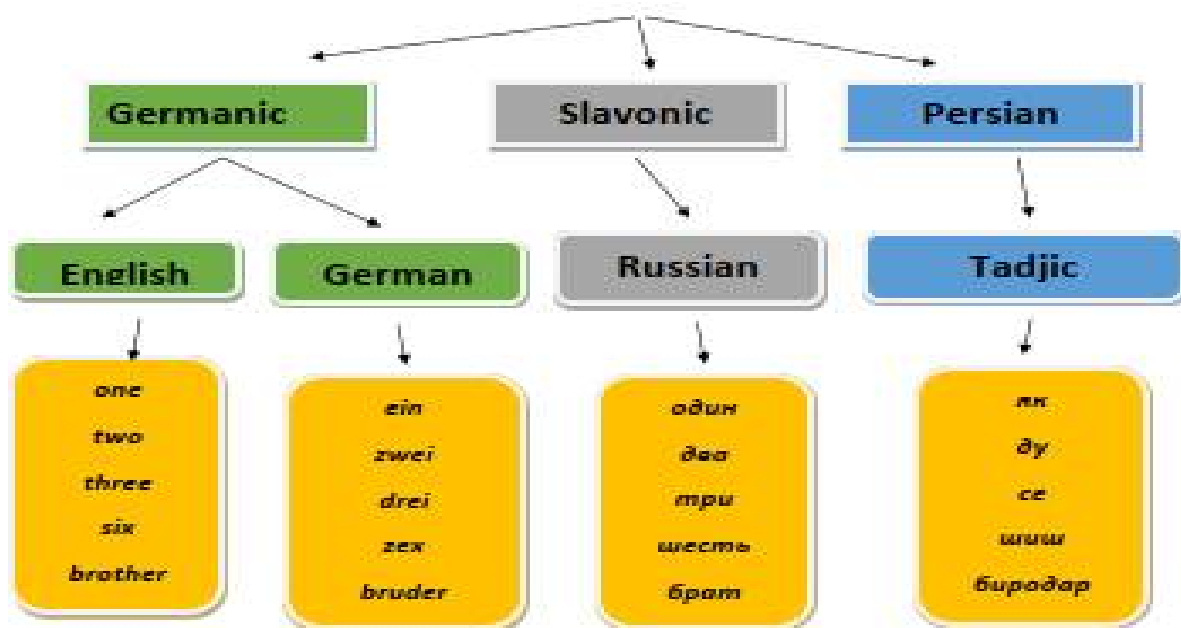 Germanic
Slavonic
Persian
English
German
Russian
Tadjic
one
two
three
six
brother
ein
zwei
drei
zex
bruder
один
два
три
шесть
брат
як
ду
се
шиш
биродар